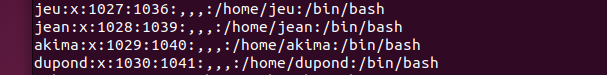 jeu:x:1027:1036:,,,:/home/jeu:/bin/bash
jean:x:1028:1039:,,,:/home/jean:/bin/bash
akima:x:1029:1040:,,,:/home/akima:/bin/bash
dupond:x:1030:1041:,,,:/home/dupond:/bin/bash